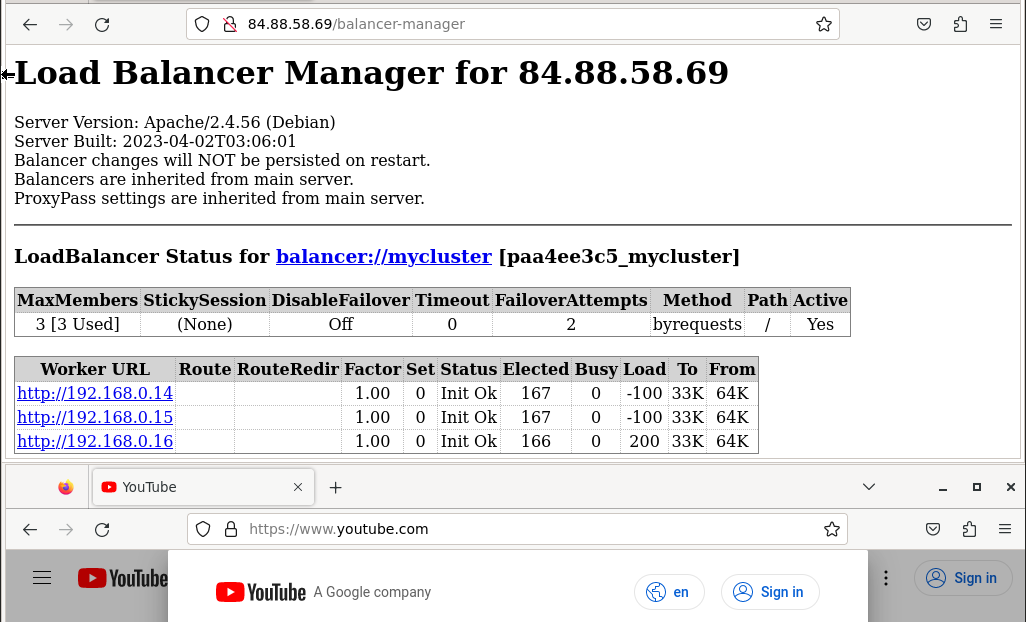 84.88.58.69/balancer-manager
Load Balancer Manager for 84.88.58.69
Server Version: Apache/2.4.56 (Debian)
Server Built: 2023-04-02T03:06:01
Balancer changes will NOT be persisted on restart.
Balancers are inherited from main server.
ProxyPass settings are inherited from main server.
LoadBalancer Status for balancer://mycluster [paa4ee3c5_mycluster]
MaxMembers StickySession DisableFailover Timeout FailoverAttempts Method Path Active
3 [3 Used] (None) Off 0 2 byrequests / Yes
Worker URL Route RouteRedir Factor Set Status Elected Busy Load To From
http://192.168.0.14 1.00 0 Init Ok 167 0 -100 33K 64K
http://192.168.0.15 1.00 0 Init Ok 167 0 -100 33K 64K
http://192.168.0.16 1.00 0 Init Ok 166 0 200 33K 64K
YouTube
https://www.youtube.com
YouTube Sign in
YouTube A Google company en Sign in